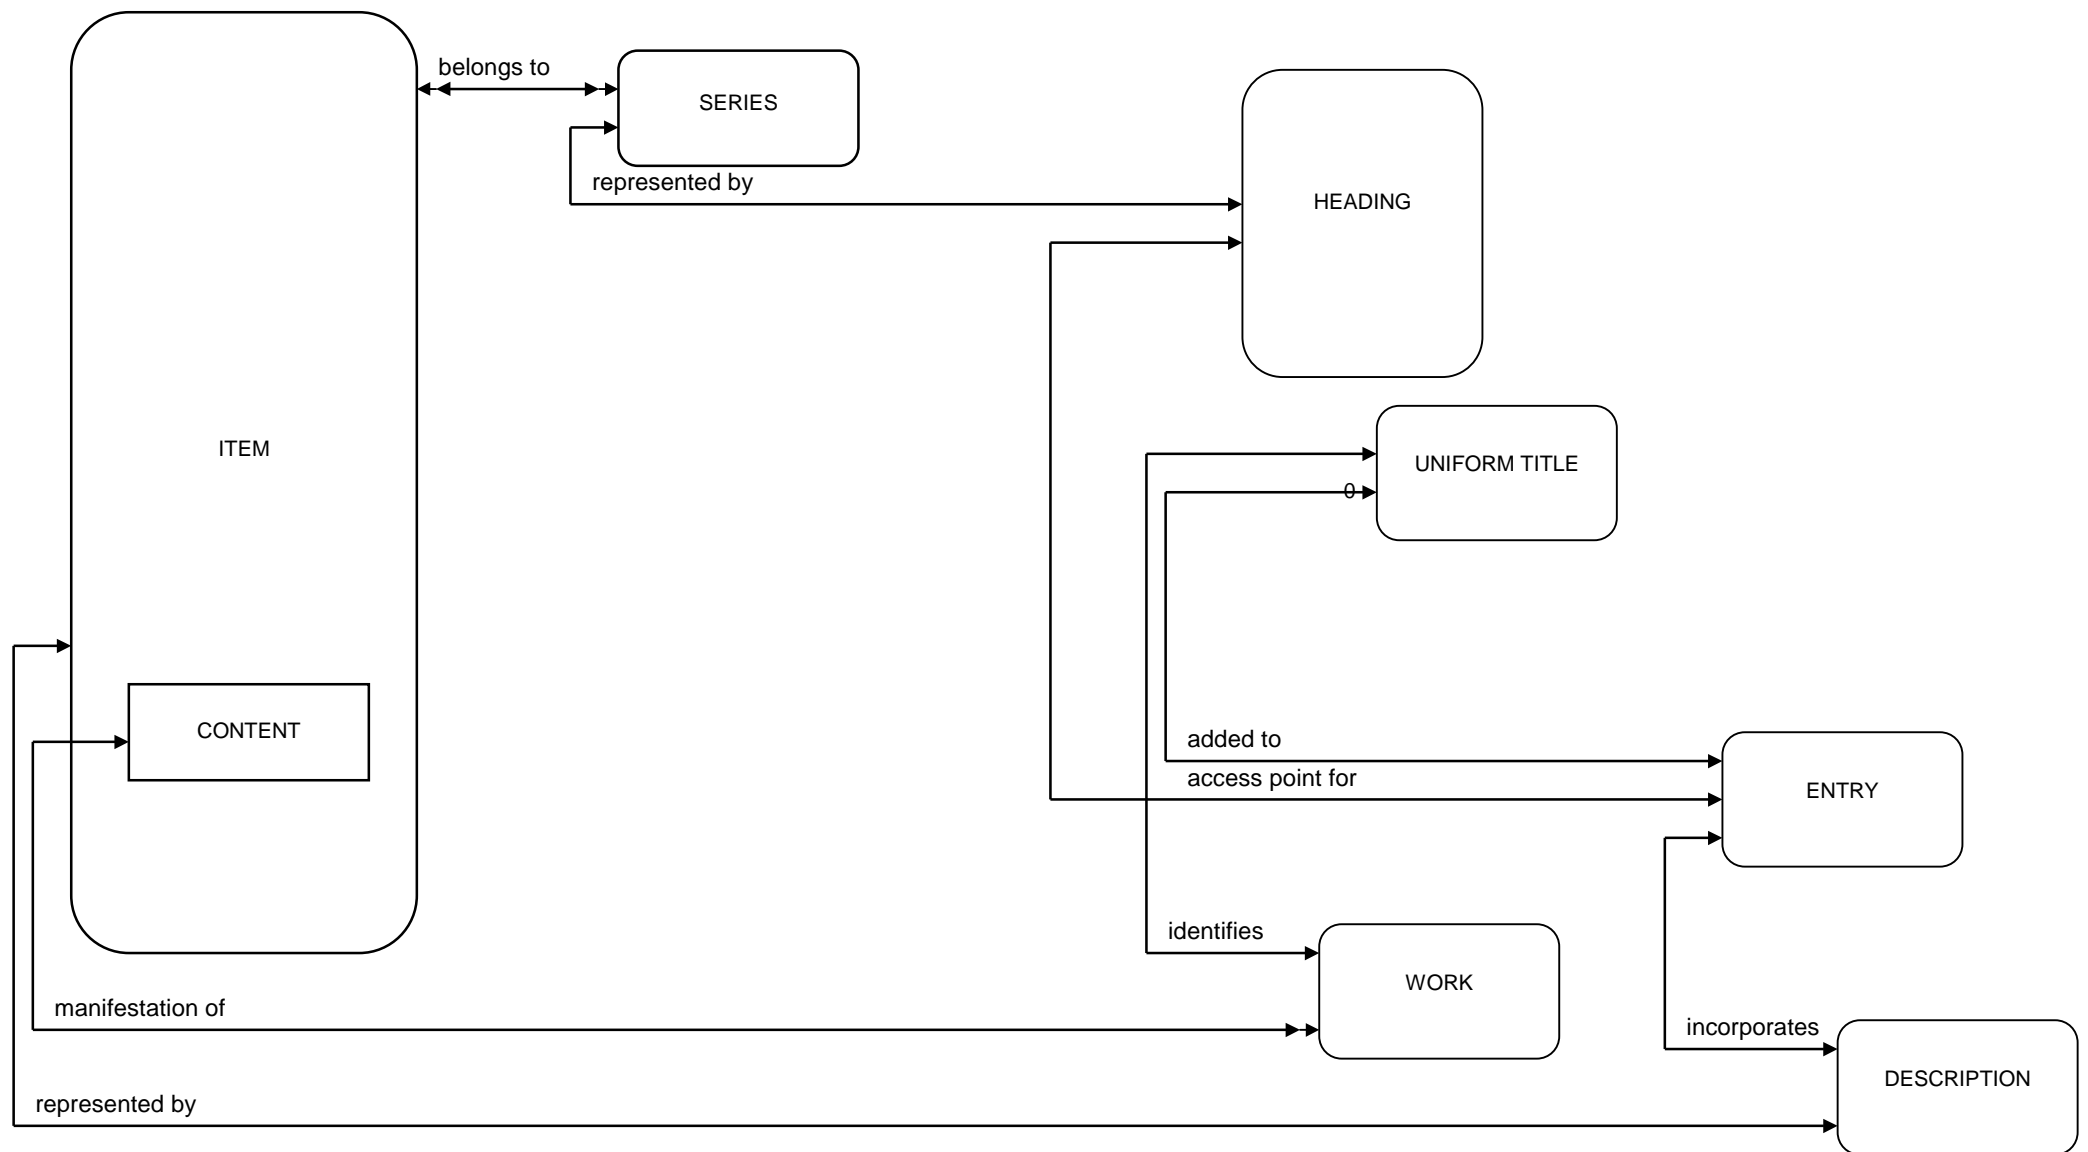 belongs to
SERIES
represented by
HEADING
ITEM
UNIFORM TITLE
0
CONTENT
added to
access point for
ENTRY
identifies
WORK
manifestation of
incorporates
DESCRIPTION
represented by